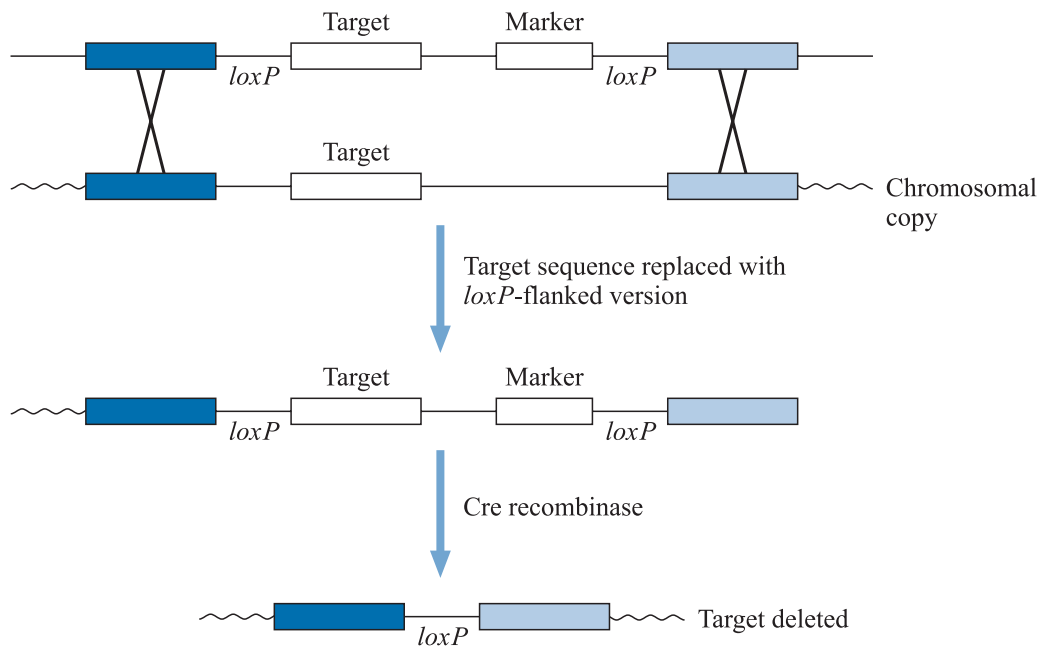 Target Marker
loxP loxP
Target
Chromosomal
copy
Target sequence replaced with
loxP-flanked version
Target Marker
loxP loxP
Cre recombinase
loxP
Target deleted